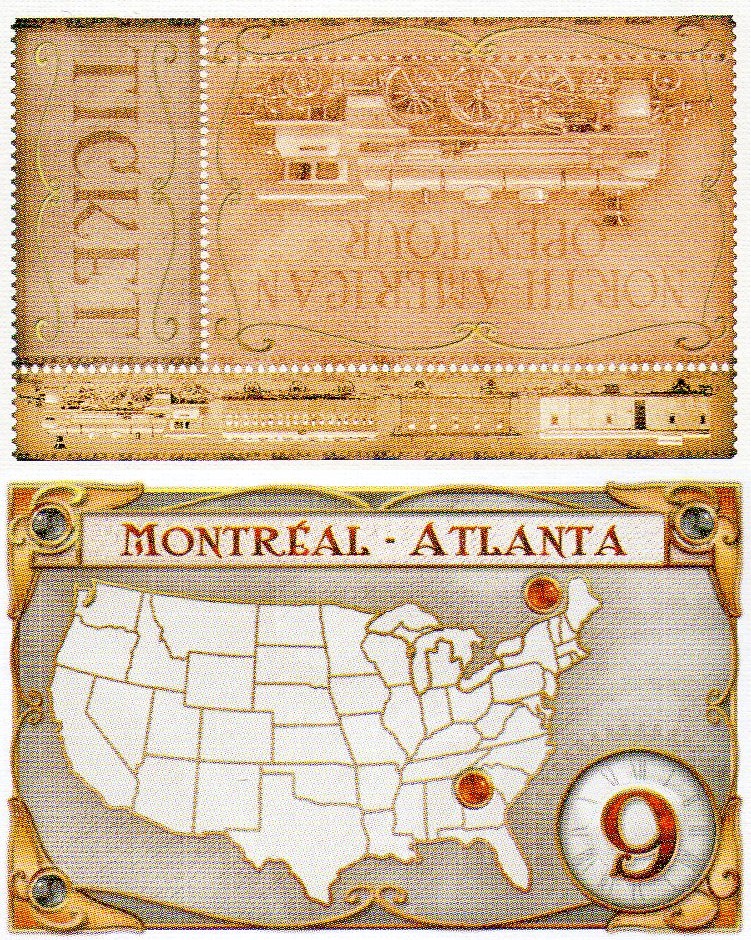 TICKET
NORTH AMERICAN
OPEN TOUR
MONTRÉAL - ATLANTA
9